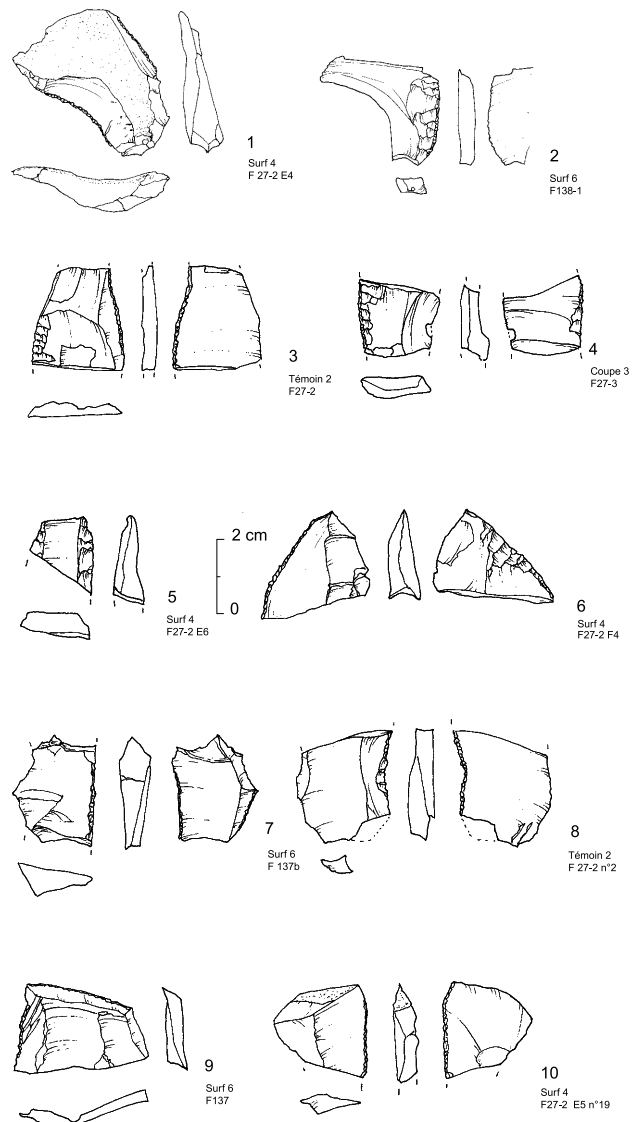 1
Surf 4
F 27-2 E4
2
Surf 6
F138-1
3
Témoin 2
F27-2
4
Coupe 3
F27-3
2 cm
0
5
Surf 4
F27-2 E6
6
Surf 4
F27-2 F4
7
Surf 6
F 137b
8
Témoin 2
F 27-2 n°2
9
Surf 6
F137
10
Surf 4
F27-2 E5 n°19